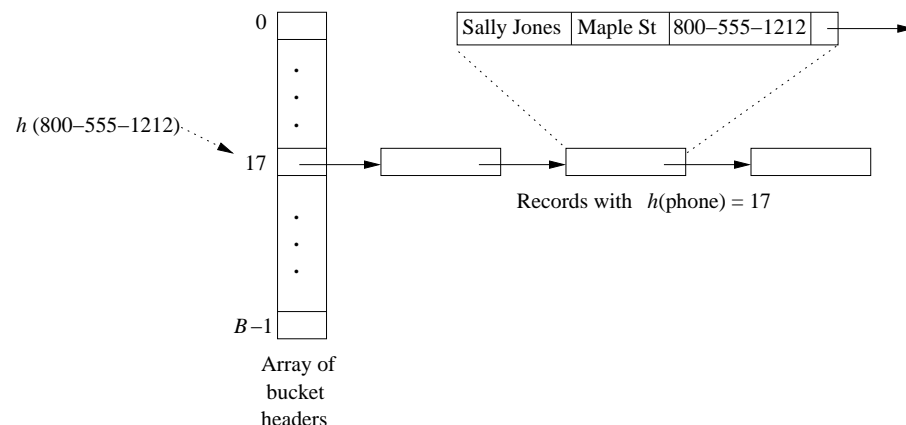 0
Sally Jones Maple St 800–555–1212
h (800–555–1212)
17
Records with h(phone) = 17
B–1
Array of
bucket
headers